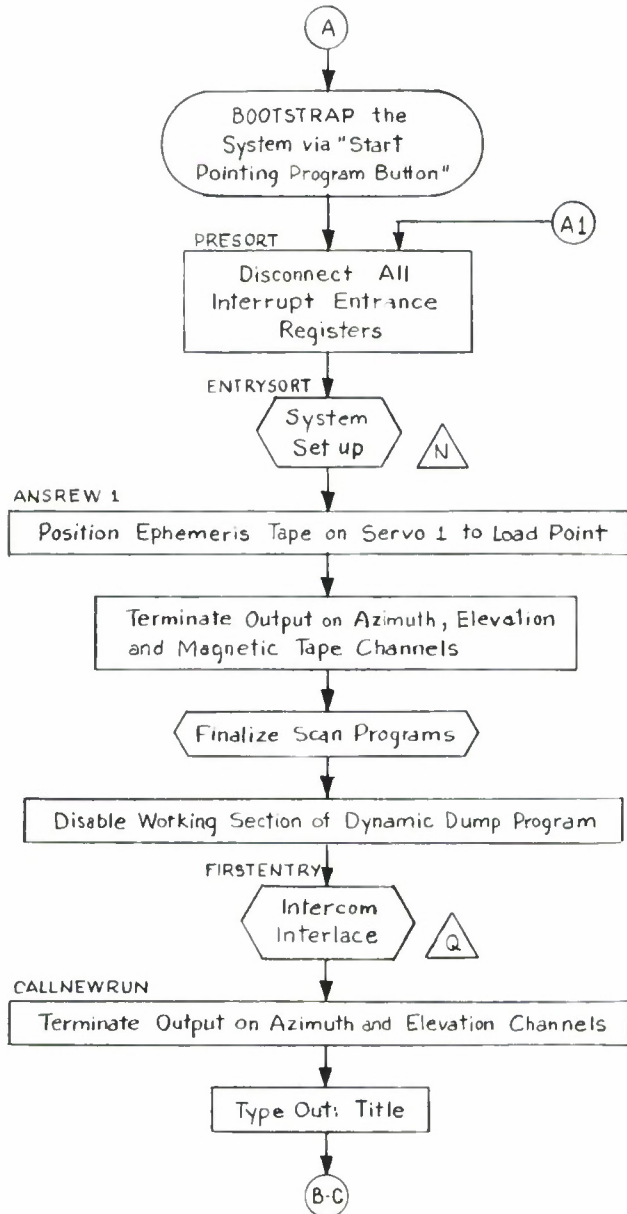 A
BOOTSTRAP the
System via "Start
Pointing Program Button"
A1
PRESORT
Disconnect All
Interrupt Entrance
Registers
ENTRYSORT
System
Set up
N
ANSREW 1
Position Ephemeris Tape on Servo 1 to Load Point
Terminate Output on Azimuth, Elevation
and Magnetic Tape Channels
Finalize Scan Programs
Disable Working Section of Dynamic Dump Program
FIRSTENTRY
Intercom
Interlace
Q
CALLNEWRUN
Terminate Output on Azimuth and Elevation Channels
Type Out: Title
B-C